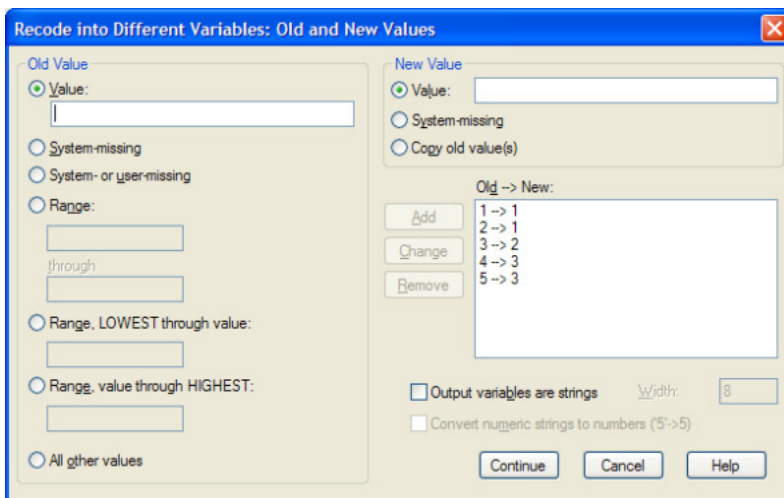 Recode into Different Variables: Old and New Values
Old Value
Value:
System-missing
System- or user-missing
Range:
through
Range, LOWEST through value:
Range, value through HIGHEST:
All other values
New Value
Value:
System-missing
Copy old value(s)
Old --> New:
Add
Change
Remove
1 --> 1
2 --> 1
3 --> 2
4 --> 3
5 --> 3
Output variables are strings
Width:
8
Convert numeric strings to numbers ('5'->5)
Continue
Cancel
Help